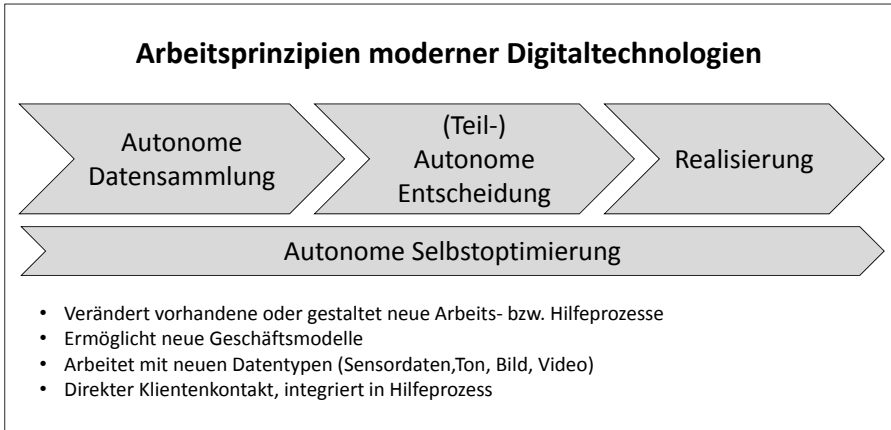 Arbeitsprinzipien moderner Digitaltechnologien
Autonome
Datensammlung
(Teil-)
Autonome
Entscheidung
Realisierung
Autonome Selbstoptimierung
• Verändert vorhandene oder gestaltet neue Arbeits- bzw. Hilfeprozesse
• Ermöglicht neue Geschäftsmodelle
• Arbeitet mit neuen Datentypen (Sensordaten,Ton, Bild, Video)
• Direkter Klientenkontakt, integriert in Hilfeprozess